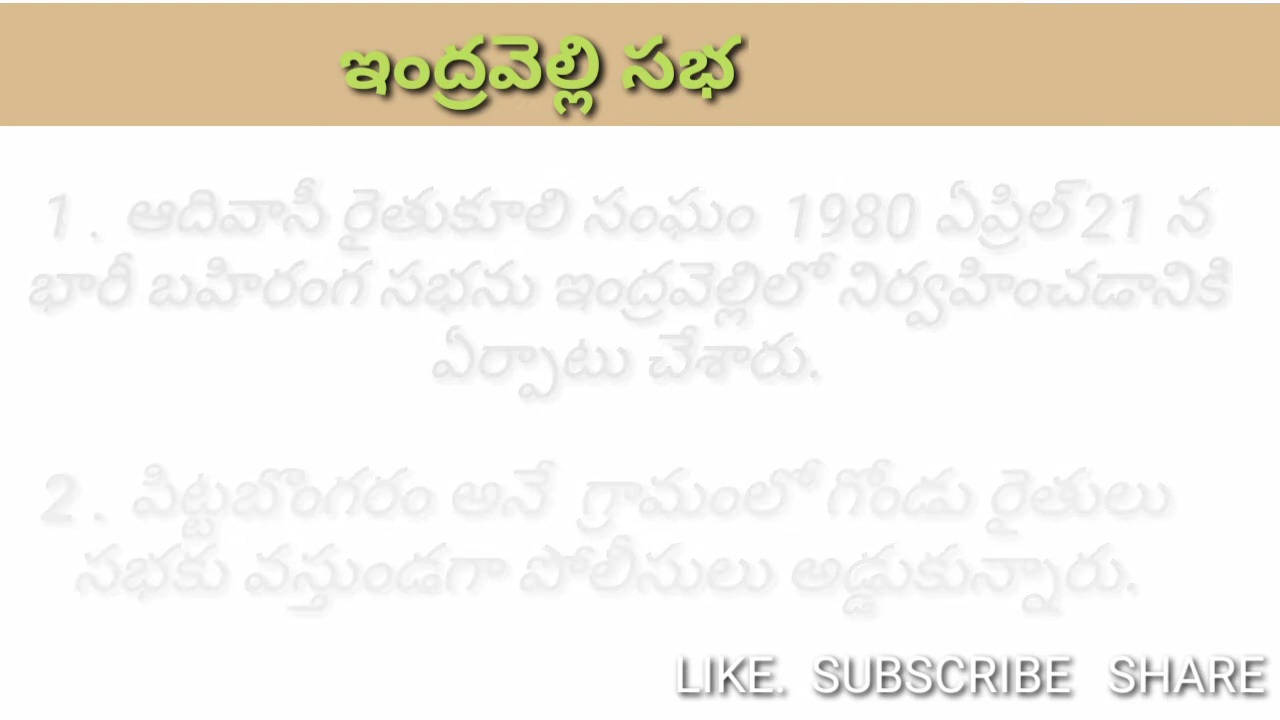 ఇంద్రవెల్లి సభ
1 . ఆదివాసీ రైతుకూలి సంఘం 1980 ఏప్రిల్ 21 న
భారీ బహిరంగ సభను ఇంద్రవెల్లిలో నిర్వహించడానికి
ఏర్పాటు చేశారు.
2 . పిట్టబొంగరం అనే గ్రామంలో గోండు రైతులు
సభకు వస్తుండగా పోలీసులు అడ్డుకున్నారు.
LIKE. SUBSCRIBE SHARE